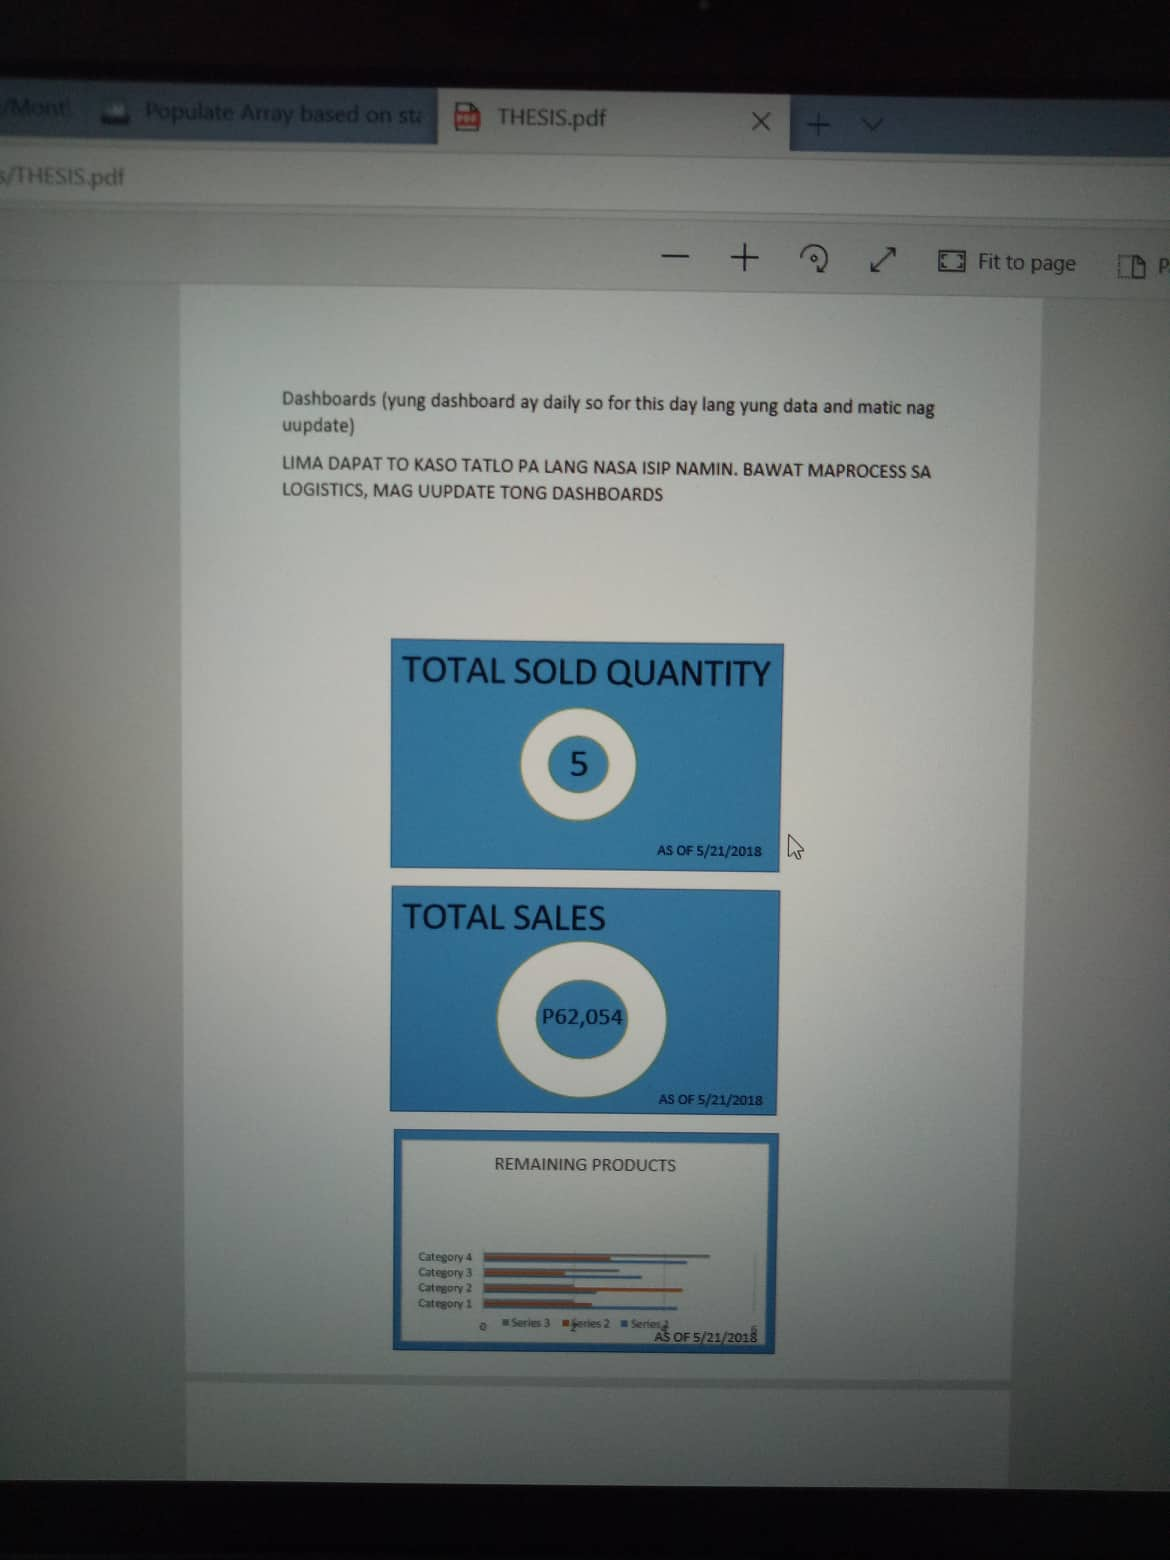 Populate Array based on sta
THESIS.pdf
s/THESIS.pdf
Fit to page
Dashboards (yung dashboard ay daily so for this day lang yung data and matic nag
uupdate)
LIMA DAPAT TO KASO TATLO PA LANG NASA ISIP NAMIN. BAWAT MAPROCESS SA
LOGISTICS, MAG UUPDATE TONG DASHBOARDS
TOTAL SOLD QUANTITY
5
AS OF 5/21/2018
TOTAL SALES
P62,054
AS OF 5/21/2018
REMAINING PRODUCTS
Category 4
Category 3
Category 2
Category 1
0
Series 3 Series 2 Series
AS OF 5/21/2018